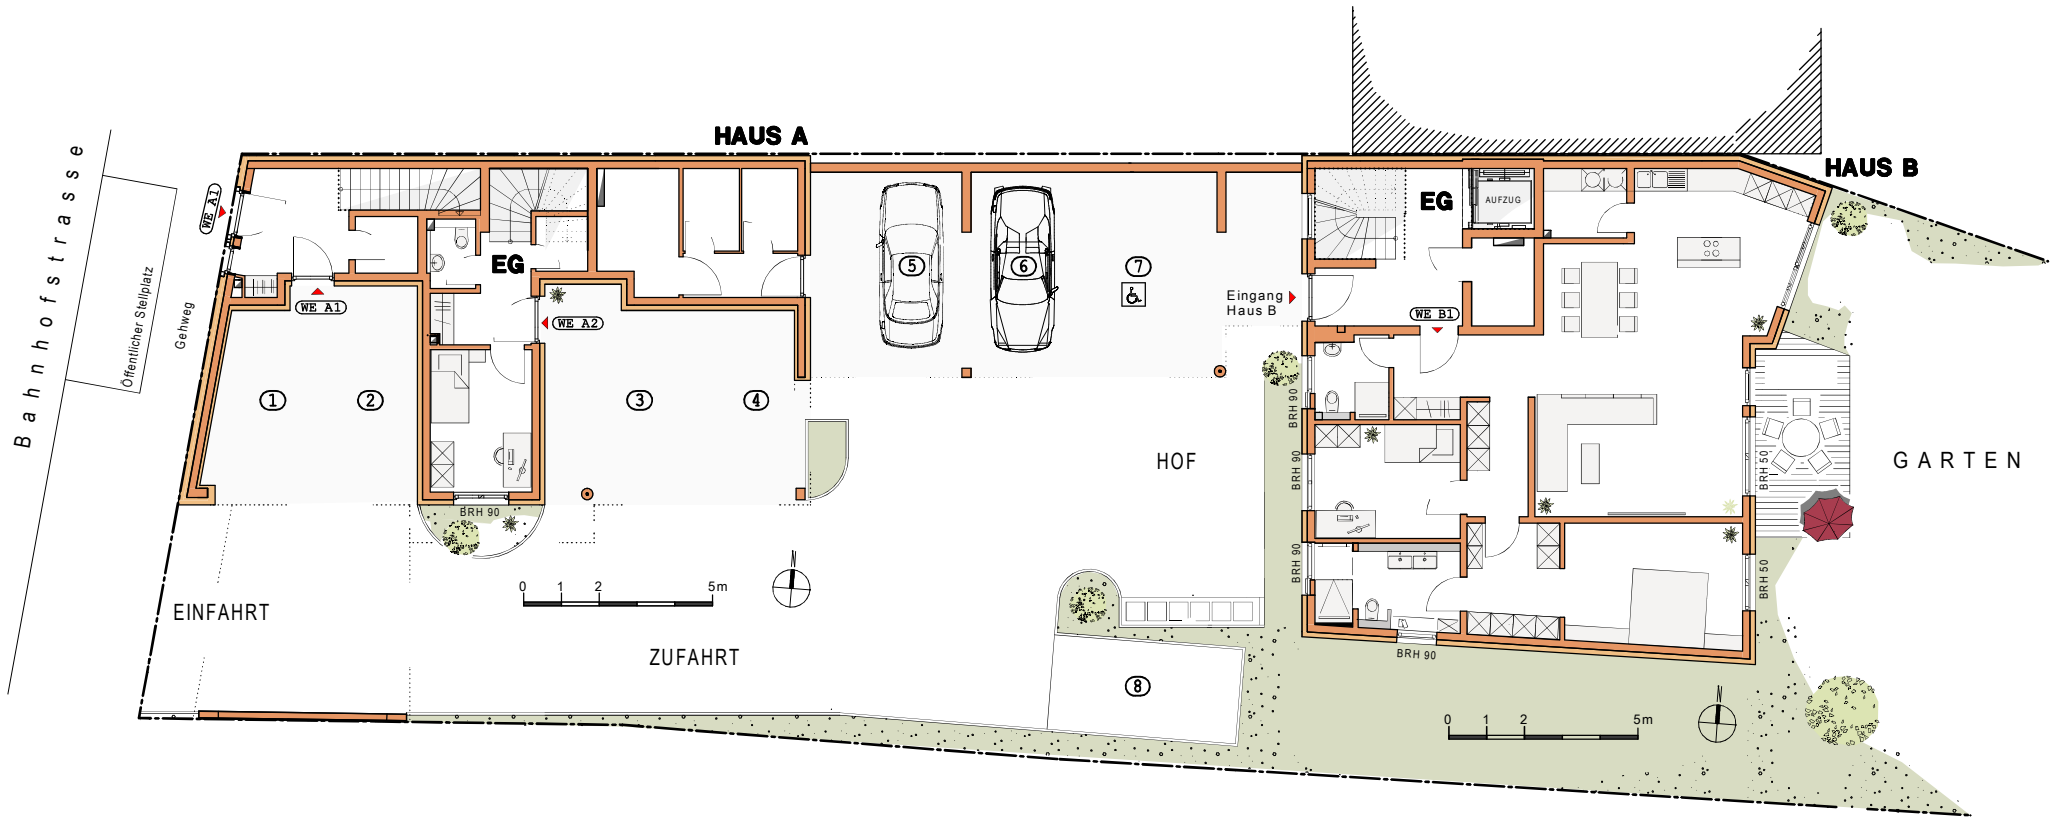 HAUS A
HAUS B
Bahnhofstrasse
Öffentlicher Stellplatz
Gehweg
WE A1
WE A1
EG
WE A2
1
2
3
4
5
6
7
Eingang
Haus B
EG
AUFZUG
WE B1
BRH 90
BRH 90
BRH 90
BRH 90
BRH 90
BRH 50
BRH 50
HOF
GARTEN
EINFAHRT
ZUFAHRT
8
0 1 2 5m
N
0 1 2 5m
N